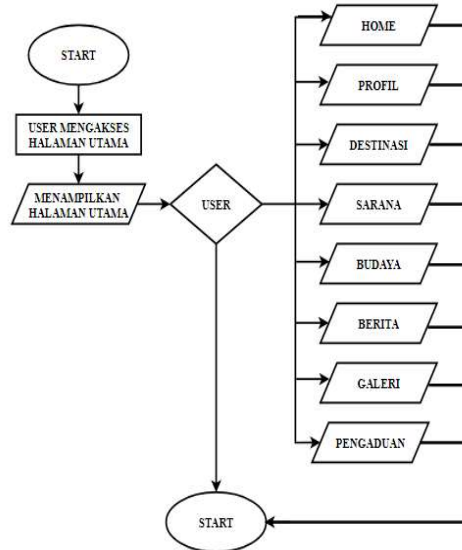 START
USER MENGAKSES
HALAMAN UTAMA
MENAMPILKAN
HALAMAN UTAMA
USER
HOME
PROFIL
DESTINASI
SARANA
BUDAYA
BERITA
GALERI
PENGADUAN
START